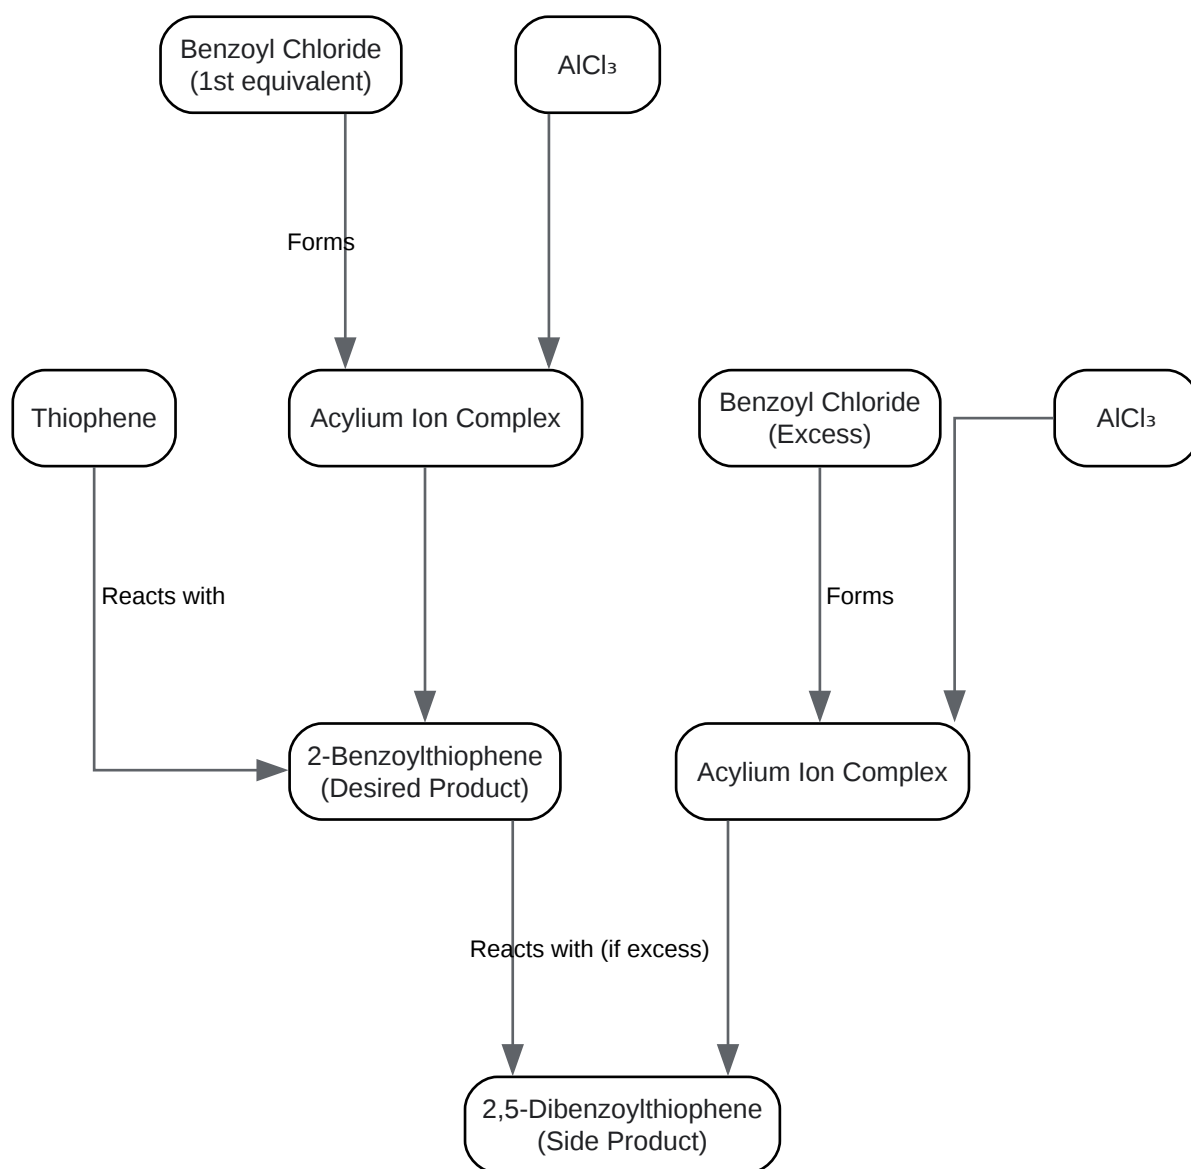 Benzoyl Chloride
(1st equivalent)
AlCl₃
Forms
Thiophene
Acylium Ion Complex
Benzoyl Chloride
(Excess)
AlCl₃
Reacts with
Forms
2-Benzoylthiophene
(Desired Product)
Acylium Ion Complex
Reacts with (if excess)
2,5-Dibenzoylthiophene
(Side Product)